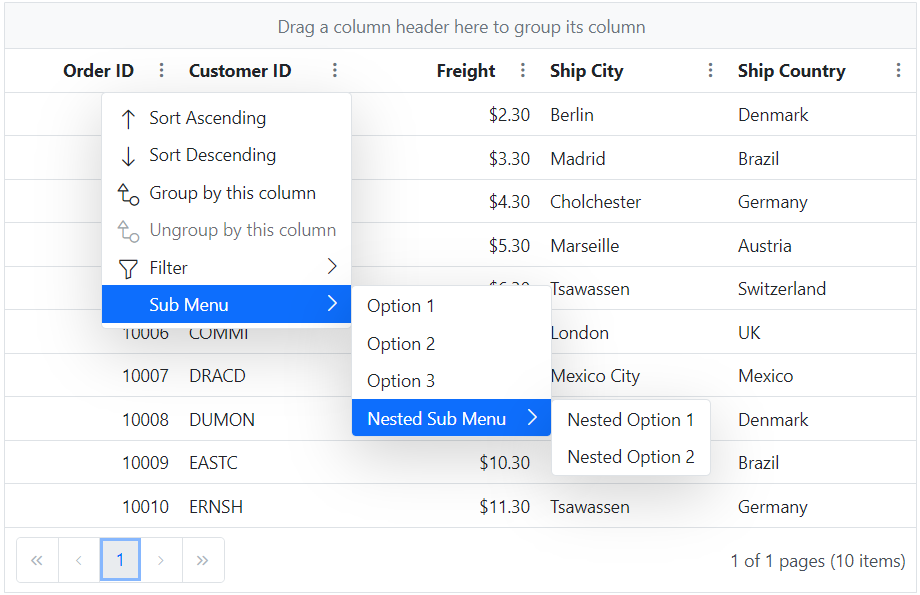 Drag a column header here to group its column
Order ID Customer ID Freight Ship City Ship Country
Sort Ascending $2.30 Berlin Denmark
Sort Descending $3.30 Madrid Brazil
Group by this column $4.30 Cholchester Germany
Ungroup by this column $5.30 Marseille Austria
Filter Tsawassen Switzerland
Sub Menu Option 1
10006 COMMI London UK
Option 2
10007 DRACD Option 3 Mexico City Mexico
10008 DUMON Nested Sub Menu Nested Option 1 Denmark
Nested Option 2
10009 EASTC $10.30 Brazil
10010 ERNSH $11.30 Tsawassen Germany
1 1 of 1 pages (10 items)